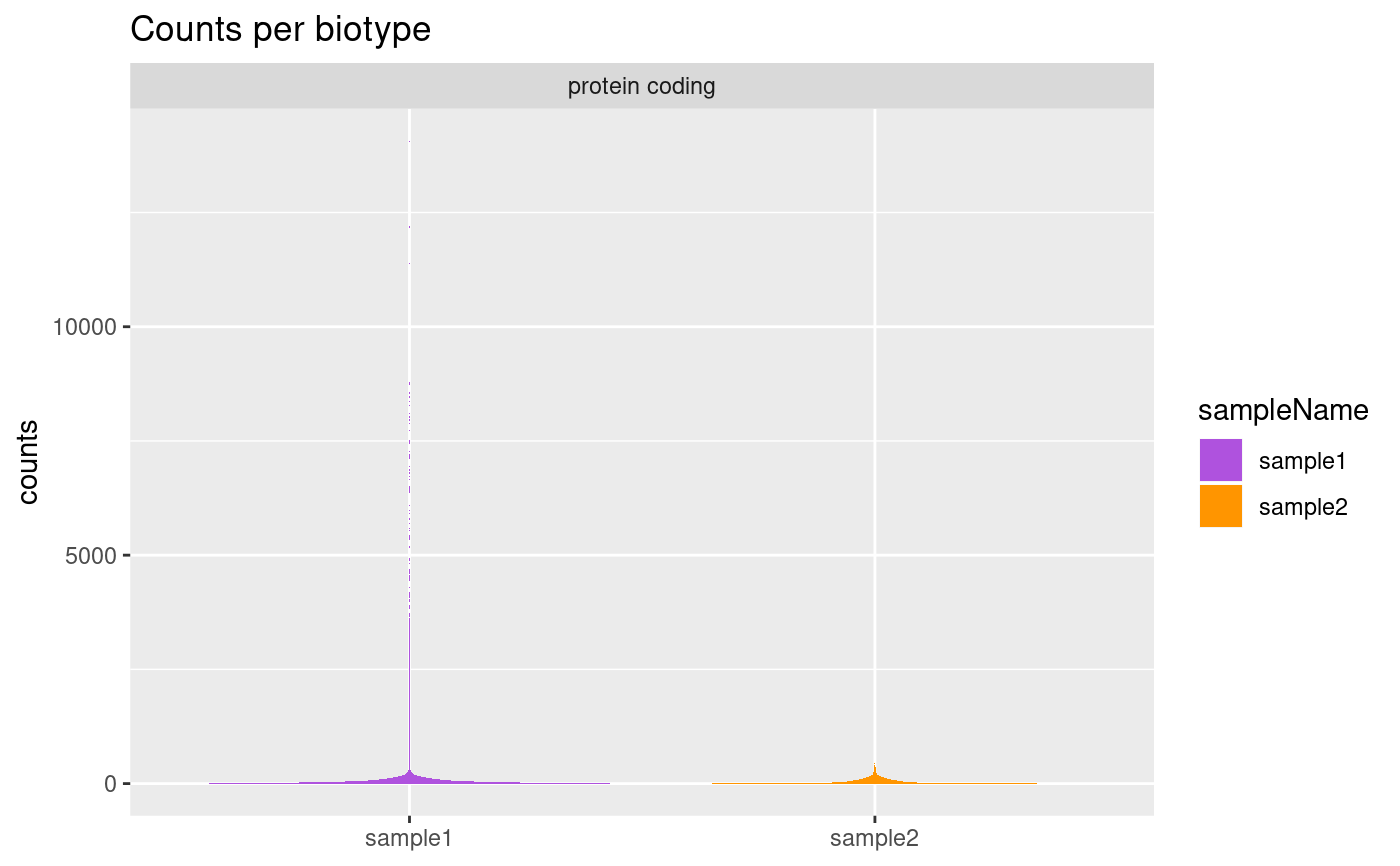 Counts per biotype
protein coding
10000
5000
0
counts
sample1
sample2
sampleName
sample1
sample2